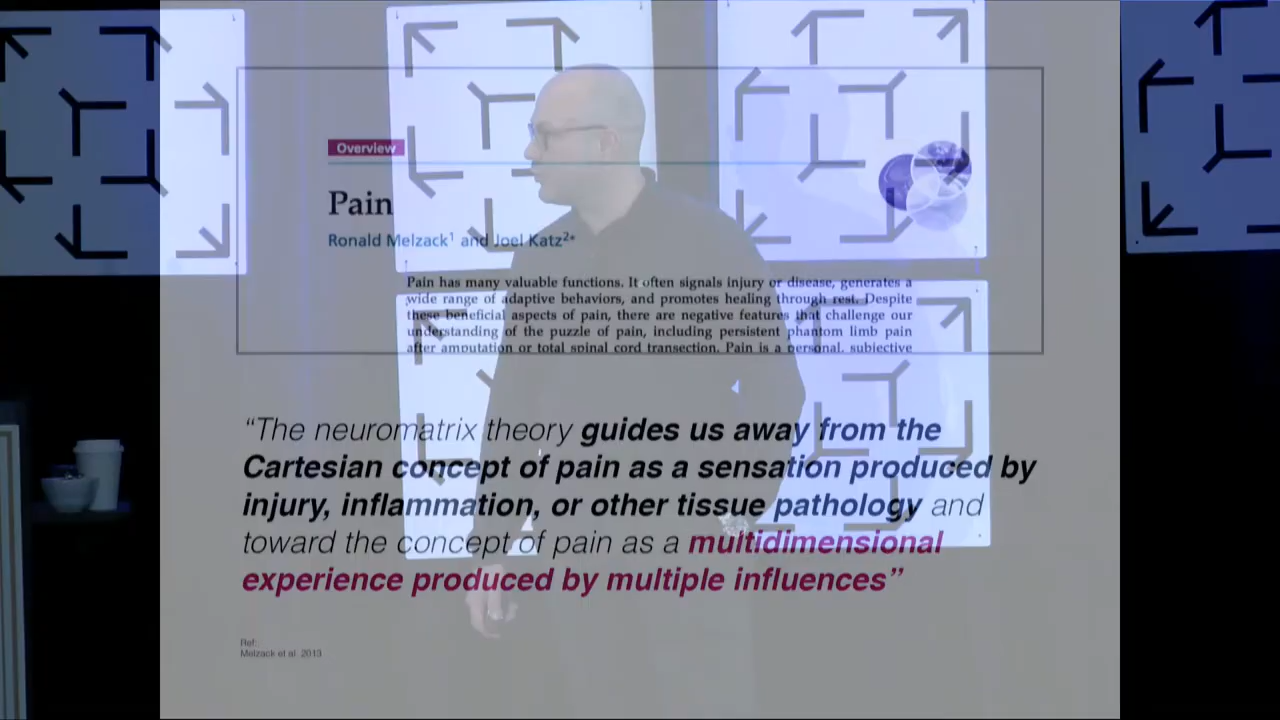 Overview
Pain
Ronald Melzack¹ and Joel Katz²*
Pain has many valuable functions. It often signals injury or disease, generates a
wide range of adaptive behaviors, and promotes healing through rest. Despite
these beneficial aspects of pain, there are negative features that challenge our
understanding of the puzzle of pain, including persistent phantom limb pain
after amputation or total spinal cord transection. Pain is a personal, subjective
“The neuromatrix theory guides us away from the
Cartesian concept of pain as a sensation produced by
injury, inflammation, or other tissue pathology and
toward the concept of pain as a multidimensional
experience produced by multiple influences”
Ref:
Melzack et al. 2013